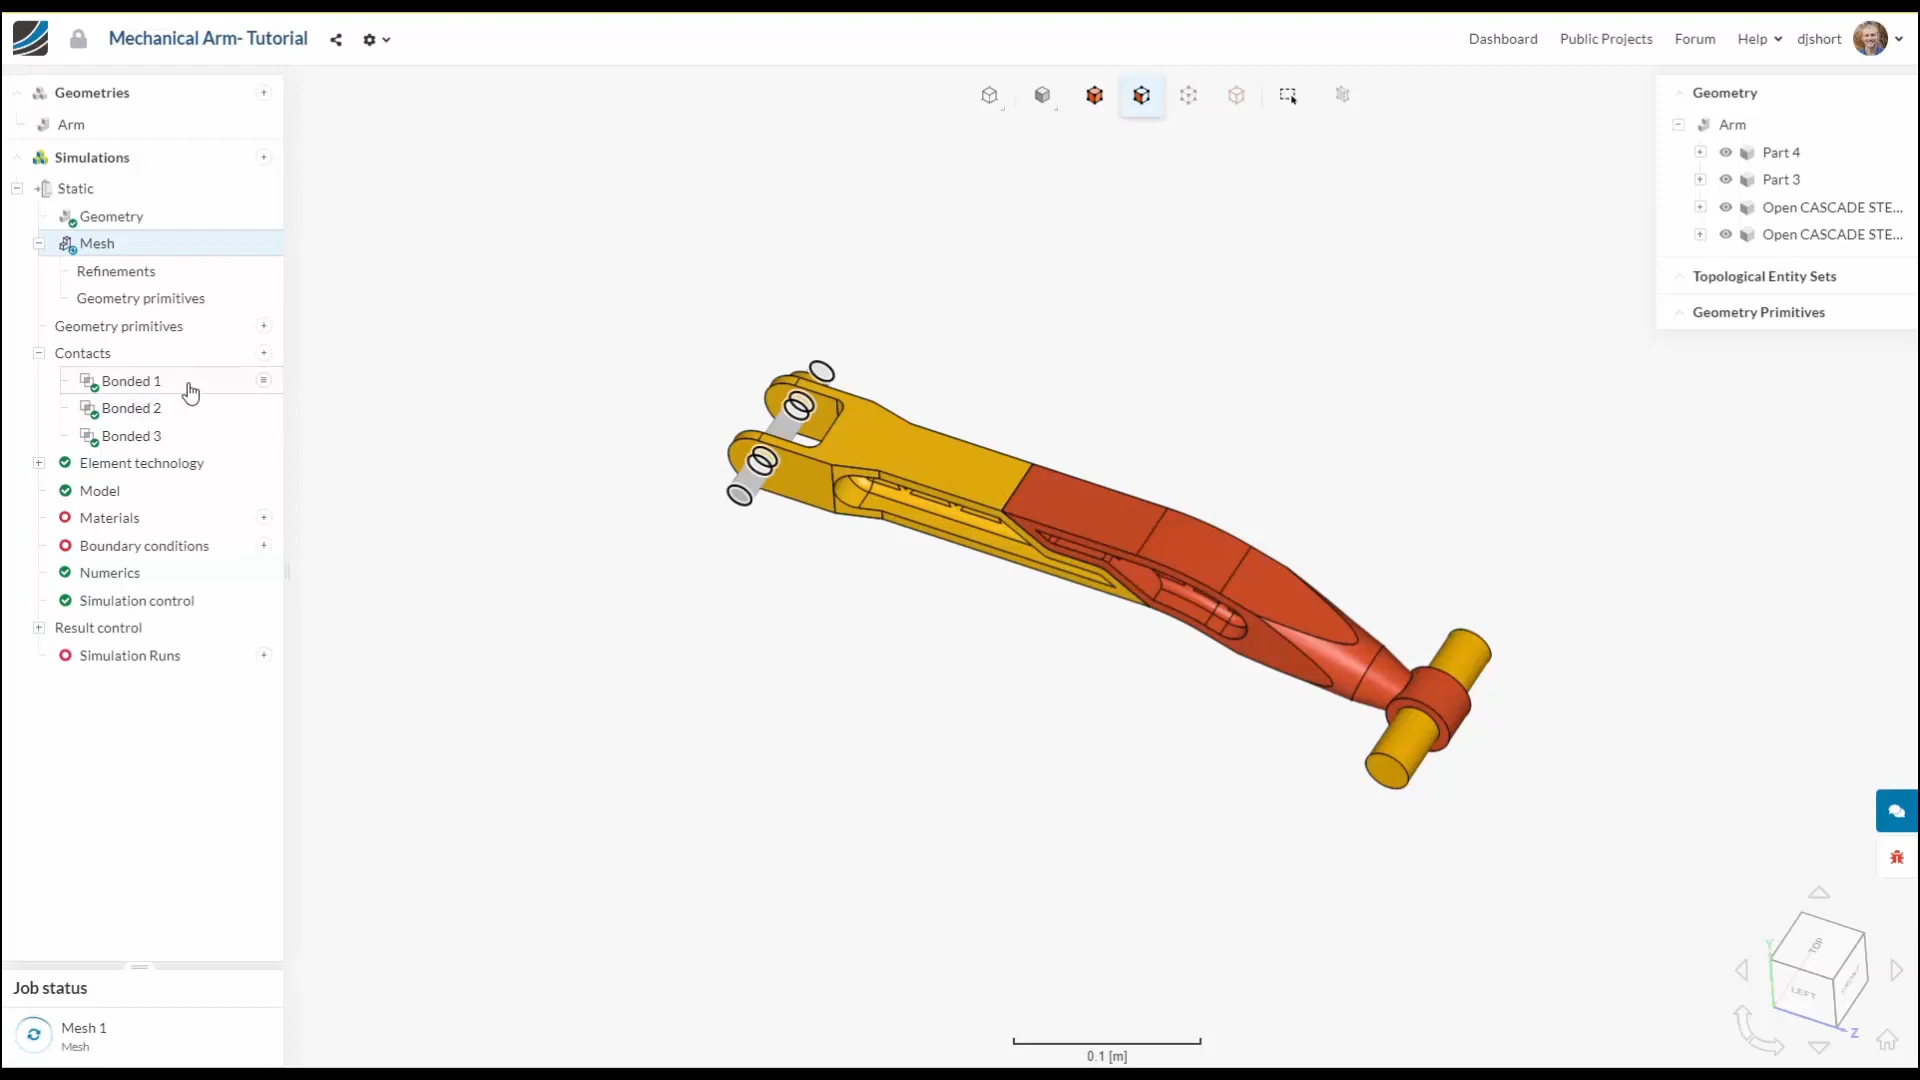 Mechanical Arm- Tutorial
Dashboard
Public Projects
Forum
Help
djshort
Geometries
Arm
Simulations
Static
Geometry
Mesh
Refinements
Geometry primitives
Geometry primitives
Contacts
Bonded 1
Bonded 2
Bonded 3
Element technology
Model
Materials
Boundary conditions
Numerics
Simulation control
Result control
Simulation Runs
Job status
Mesh 1
Mesh
Geometry
Arm
Part 4
Part 3
Open CASCADE STE...
Open CASCADE STE...
Topological Entity Sets
Geometry Primitives
0.1 [m]
Y
TOP
LEFT
Z